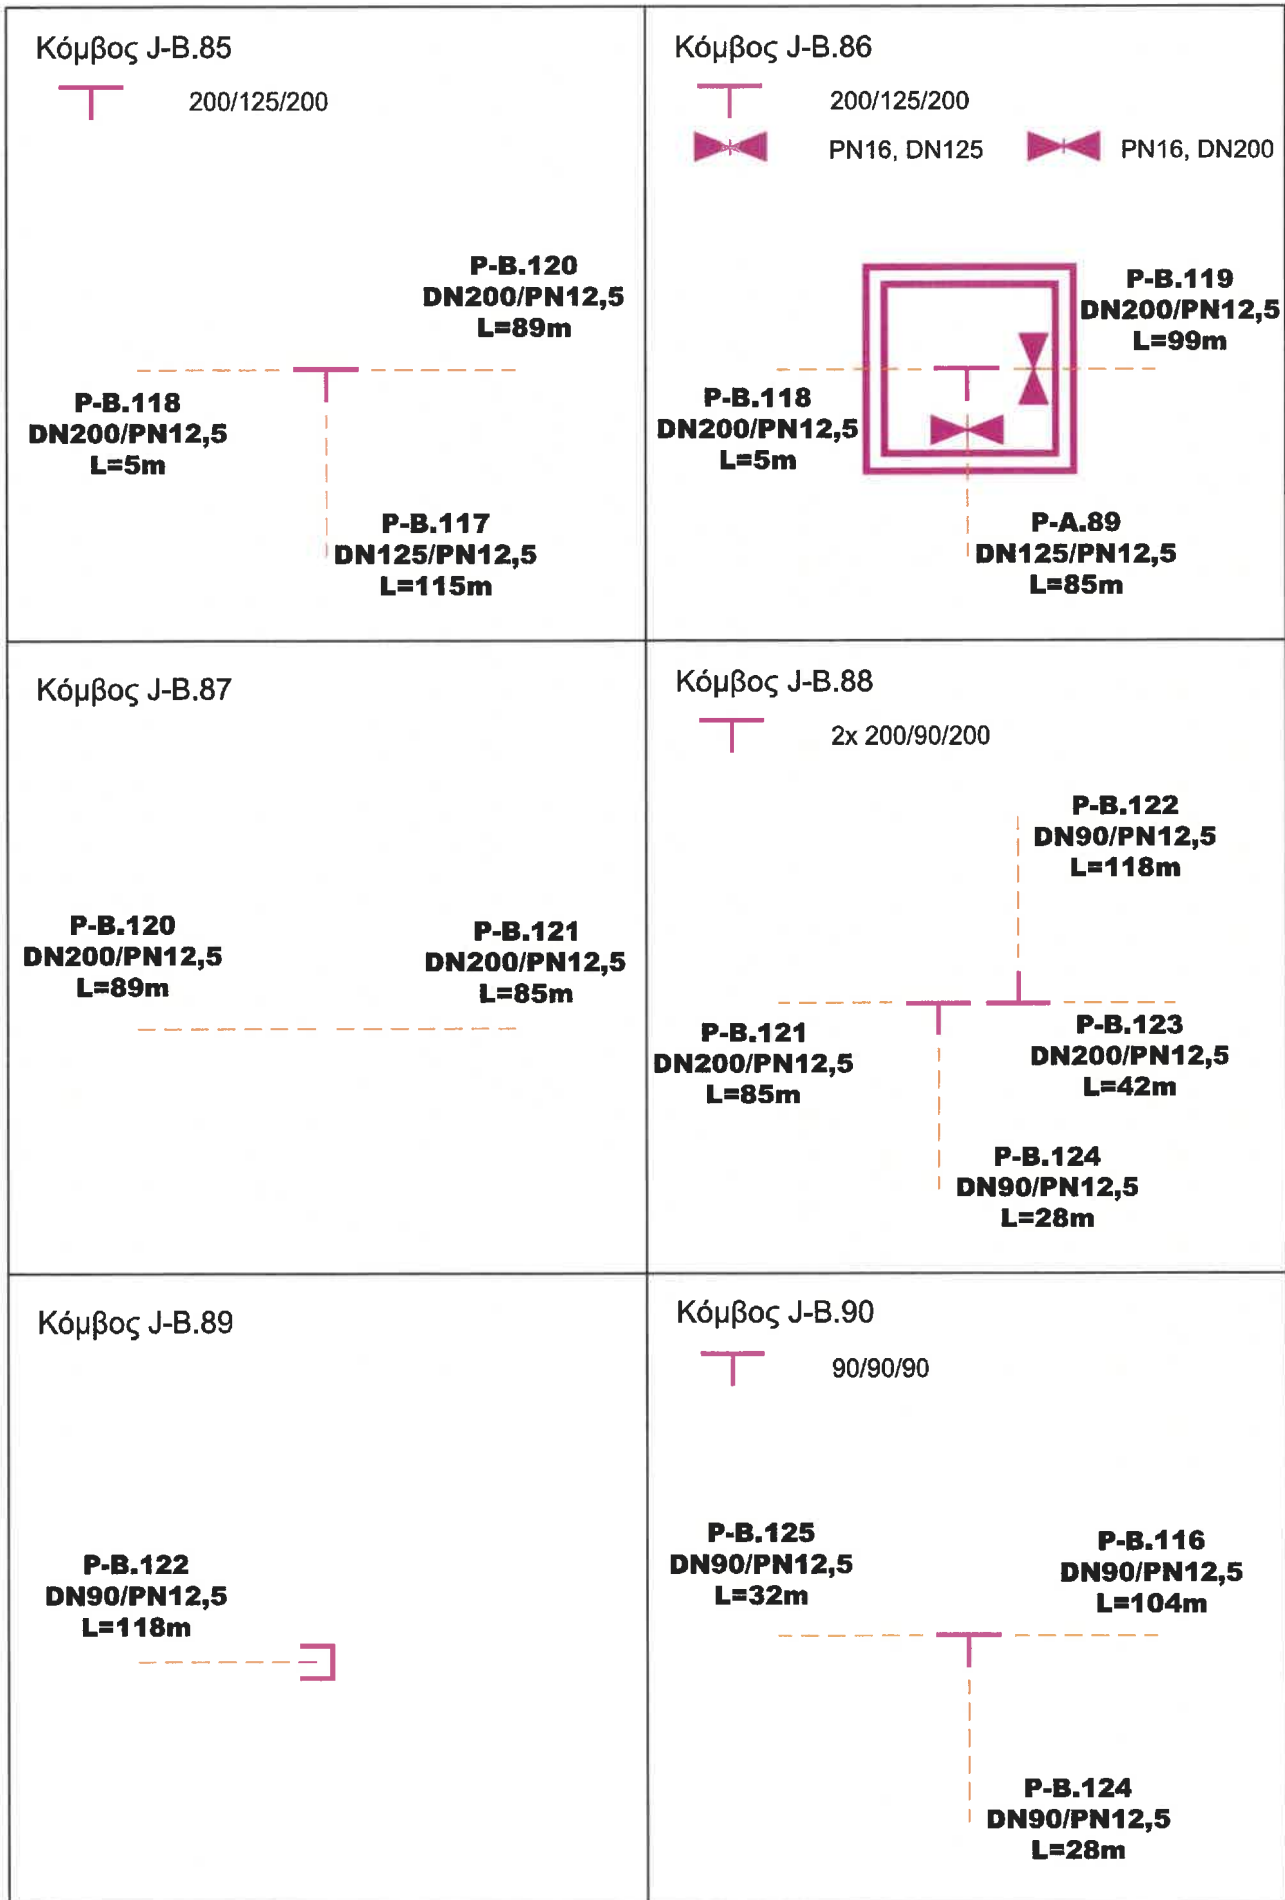 Κόμβος J-B.85
200/125/200
P-B.120
DN200/PN12,5
L=89m
P-B.118
DN200/PN12,5
L=5m
P-B.117
DN125/PN12,5
L=115m
Κόμβος J-B.86
200/125/200
PN16, DN125
PN16, DN200
P-B.119
DN200/PN12,5
L=99m
P-B.118
DN200/PN12,5
L=5m
P-A.89
DN125/PN12,5
L=85m
Κόμβος J-B.87
P-B.120
DN200/PN12,5
L=89m
P-B.121
DN200/PN12,5
L=85m
Κόμβος J-B.88
2x 200/90/200
P-B.122
DN90/PN12,5
L=118m
P-B.121
DN200/PN12,5
L=85m
P-B.123
DN200/PN12,5
L=42m
P-B.124
DN90/PN12,5
L=28m
Κόμβος J-B.89
P-B.122
DN90/PN12,5
L=118m
Κόμβος J-B.90
90/90/90
P-B.125
DN90/PN12,5
L=32m
P-B.116
DN90/PN12,5
L=104m
P-B.124
DN90/PN12,5
L=28m